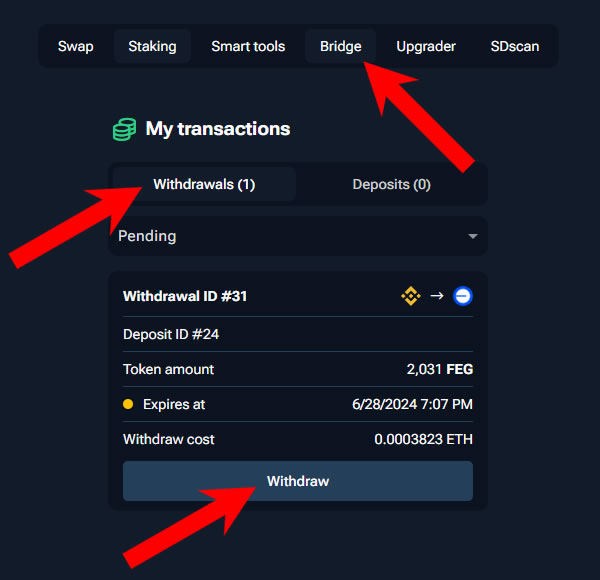 Swap Staking Smart tools Bridge Upgrader SDscan
My transactions
Withdrawals (1) Deposits (0)
Pending
Withdrawal ID #31 →
Deposit ID #24
Token amount 2,031 FEG
Expires at 6/28/2024 7:07 PM
Withdraw cost 0.0003823 ETH
Withdraw